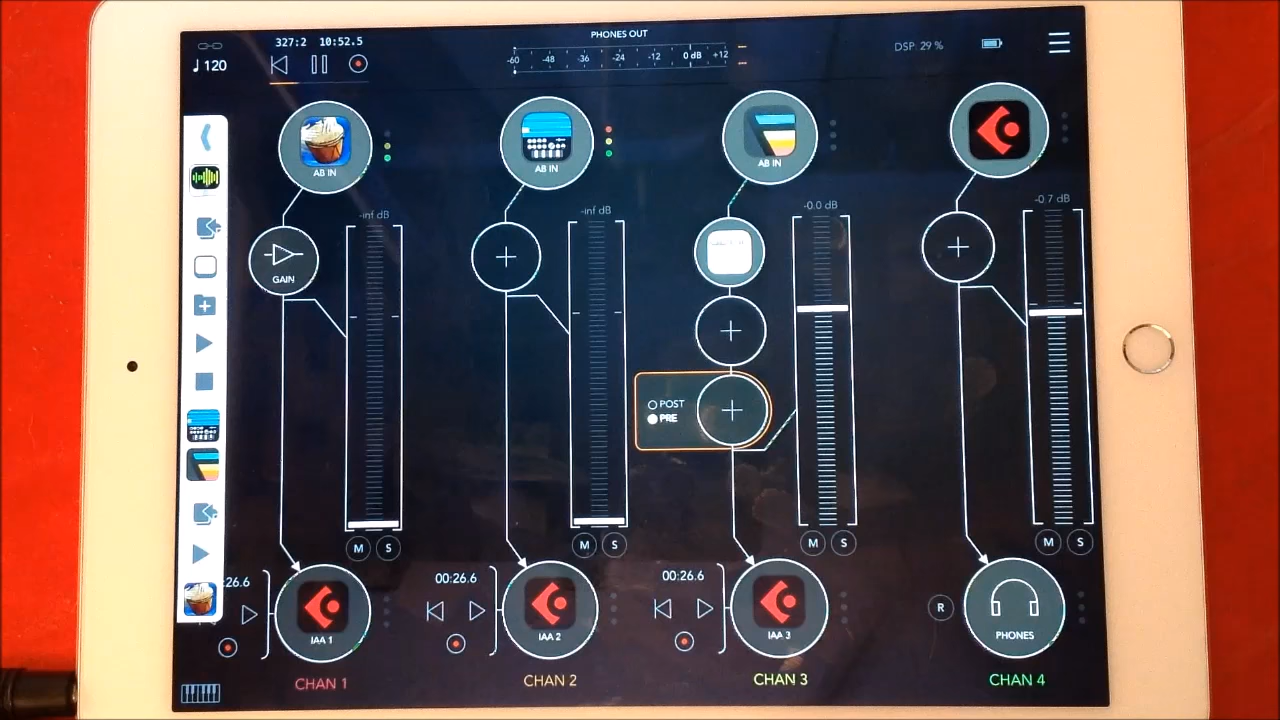 PHONES OUT
327:2 10:52.5
♩ 120
-60 -48 -36 -24 -12 0 dB +12
DSP: 29 %
AB IN
AB IN
AB IN
-inf dB
-inf dB
-0.0 dB
-0.7 dB
GAIN
POST
PRE
M S
M S
M S
M S
:26.6
00:26.6
00:26.6
R
IAA 1
IAA 2
IAA 3
PHONES
CHAN 1
CHAN 2
CHAN 3
CHAN 4